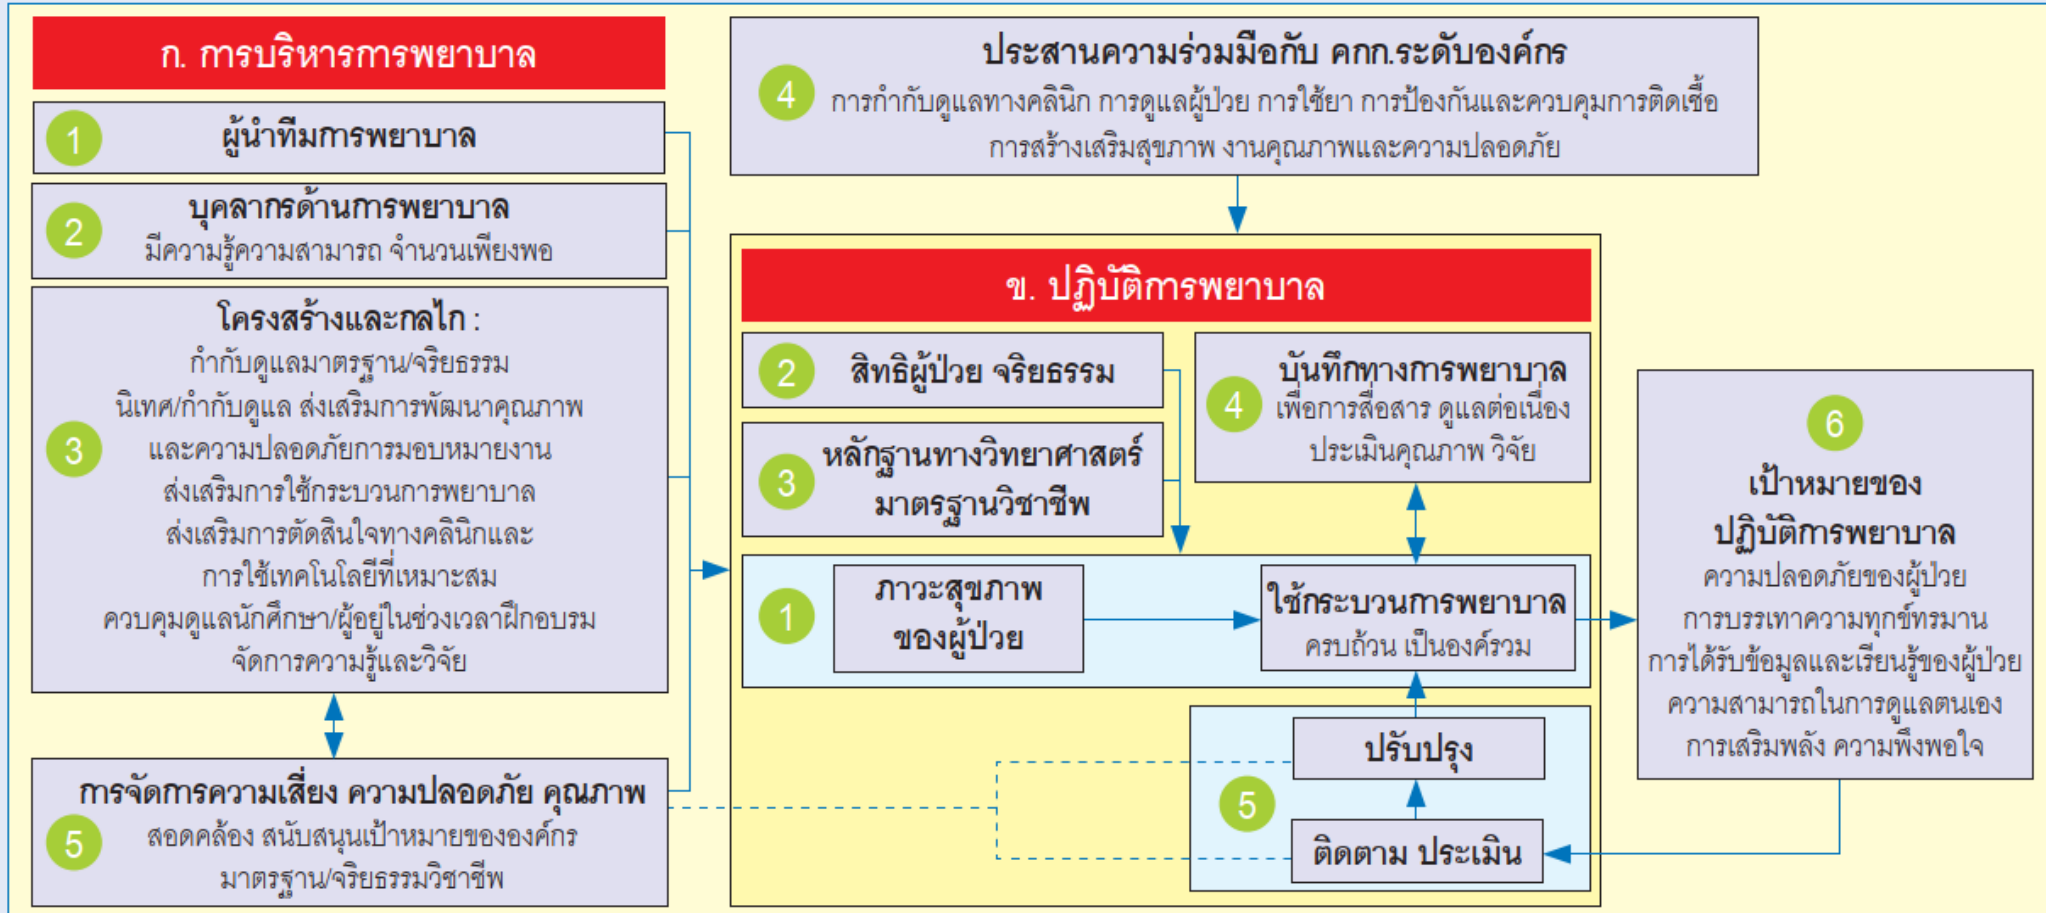 ก. การบริหารการพยาบาล
1
ผู้นำทีมการพยาบาล
2
บุคลากรด้านการพยาบาล
มีความรู้ความสามารถ จำนวนเพียงพอ
3
โครงสร้างและกลไก :
กำกับดูแลมาตรฐาน/จริยธรรม
นิเทศ/กำกับดูแล ส่งเสริมการพัฒนาคุณภาพ
และความปลอดภัยการมอบหมายงาน
ส่งเสริมการใช้กระบวนการพยาบาล
ส่งเสริมการตัดสินใจทางคลินิกและ
การใช้เทคโนโลยีที่เหมาะสม
ควบคุมดูแลนักศึกษา/ผู้อยู่ในช่วงเวลาฝึกอบรม
จัดการความรู้และวิจัย
5
การจัดการความเสี่ยง ความปลอดภัย คุณภาพ
สอดคล้อง สนับสนุนเป้าหมายขององค์กร
มาตรฐาน/จริยธรรมวิชาชีพ
4
ประสานความร่วมมือกับ คกก.ระดับองค์กร
การกำกับดูแลทางคลินิก การดูแลผู้ป่วย การใช้ยา การป้องกันและควบคุมการติดเชื้อ
การสร้างเสริมสุขภาพ งานคุณภาพและความปลอดภัย
ข. ปฏิบัติการพยาบาล
2
สิทธิผู้ป่วย จริยธรรม
3
หลักฐานทางวิทยาศาสตร์
มาตรฐานวิชาชีพ
4
บันทึกทางการพยาบาล
เพื่อการสื่อสาร ดูแลต่อเนื่อง
ประเมินคุณภาพ วิจัย
1
ภาวะสุขภาพ
ของผู้ป่วย
ใช้กระบวนการพยาบาล
ครบถ้วน เป็นองค์รวม
5
ปรับปรุง
ติดตาม ประเมิน
6
เป้าหมายของ
ปฏิบัติการพยาบาล
ความปลอดภัยของผู้ป่วย
การบรรเทาความทุกข์ทรมาน
การได้รับข้อมูลและเรียนรู้ของผู้ป่วย
ความสามารถในการดูแลตนเอง
การเสริมพลัง ความพึงพอใจ